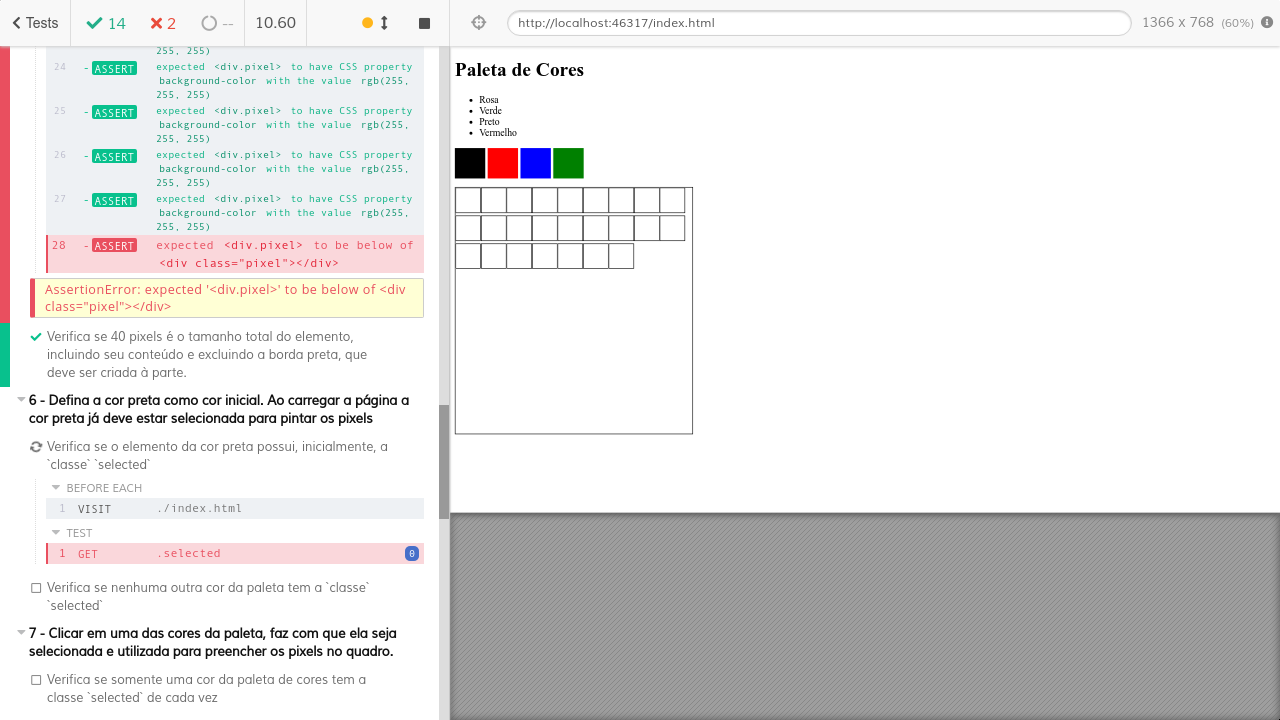 Tests
14
2
--
10.60
http://localhost:46317/index.html
1366 x 768 (60%)
255, 255)
24 - ASSERT expected <div.pixel> to have CSS property
background-color with the value rgb(255,
255, 255)
25 - ASSERT expected <div.pixel> to have CSS property
background-color with the value rgb(255,
255, 255)
26 - ASSERT expected <div.pixel> to have CSS property
background-color with the value rgb(255,
255, 255)
27 - ASSERT expected <div.pixel> to have CSS property
background-color with the value rgb(255,
255, 255)
28 - ASSERT expected <div.pixel> to be below of
<div class="pixel"></div>
AssertionError: expected '<div.pixel>' to be below of <div
class="pixel"></div>
Verifica se 40 pixels é o tamanho total do elemento,
incluindo seu conteúdo e excluindo a borda preta, que
deve ser criada à parte.
6 - Defina a cor preta como cor inicial. Ao carregar a página a
cor preta já deve estar selecionada para pintar os pixels
Verifica se o elemento da cor preta possui, inicialmente, a
`classe` `selected`
BEFORE EACH
1 VISIT ./index.html
TEST
1 GET .selected 0
Verifica se nenhuma outra cor da paleta tem a `classe`
`selected`
7 - Clicar em uma das cores da paleta, faz com que ela seja
selecionada e utilizada para preencher os pixels no quadro.
Verifica se somente uma cor da paleta de cores tem a
classe `selected` de cada vez
Paleta de Cores
Rosa
Verde
Preto
Vermelho